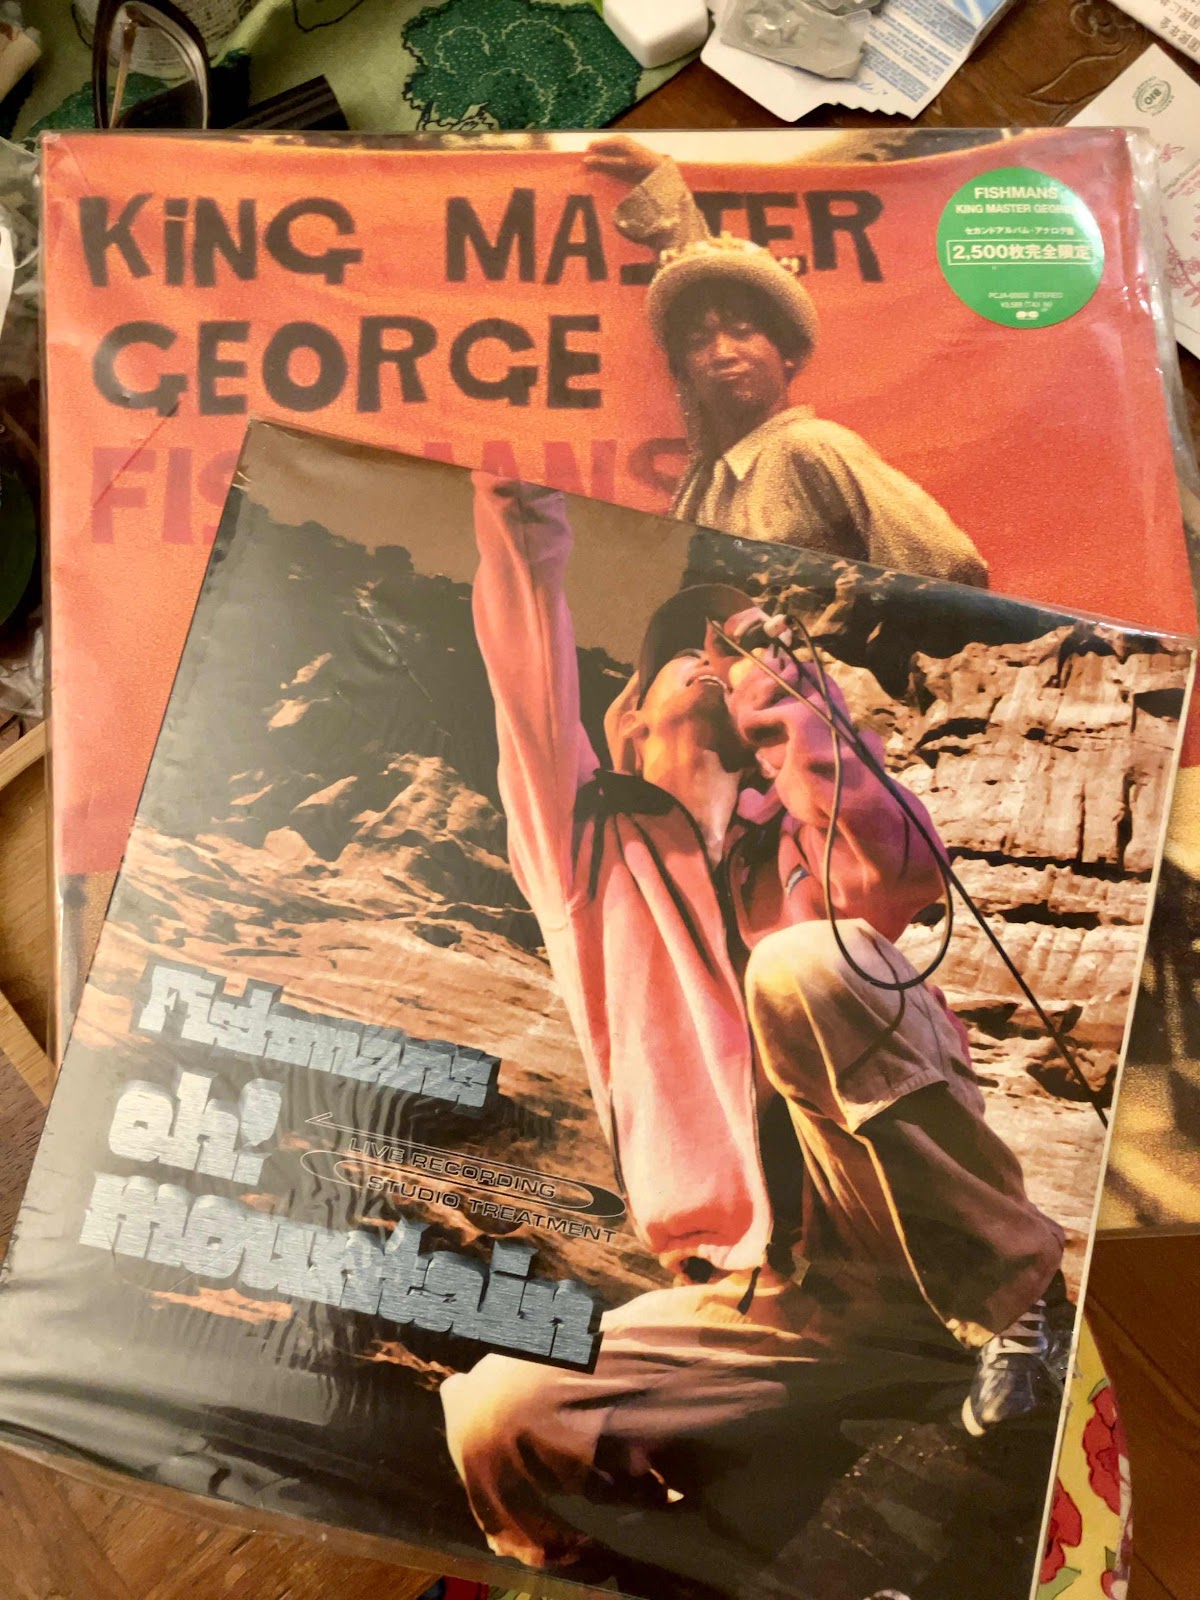 KING MASTER
GEORGE
FISHMANS
FISHMANS
KING MASTER GEORGE
セカンドアルバム・アナログ盤
2,500枚完全限定
STEREO
Fishmans
oh!
mountain
LIVE RECORDING
STUDIO TREATMENT
BIO